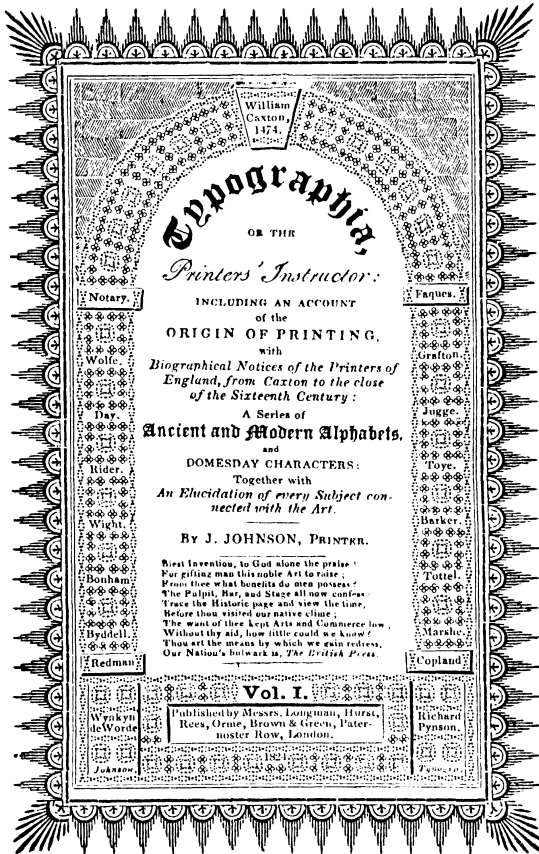 William
Caxton,
1474.
Typographia,
OR THE
Printers' Instructor:
INCLUDING AN ACCOUNT
of the
ORIGIN OF PRINTING,
with
Biographical Notices of the Printers of
England, from Caxton to the close
of the Sixteenth Century:
A Series of
Ancient and Modern Alphabets,
and
DOMESDAY CHARACTERS:
Together with
An Elucidation of every Subject con-
nected with the Art.
BY J. JOHNSON, PRINTER.
Blest Invention, to God alone the praise!
For gifting man this noble Art to raise;
From thee what benefits do men possess?
The Pulpit, Bar, and Stage all now confess:
Trace the Historic page and view the time,
Before thou visited our native clime;
The want of thee kept Arts and Commerce low,
Without thy aid, how little could we know?
Thou art the means by which we gain redress,
Our Nation's bulwark is, The British Press.
Notary.
Wolfe.
Day.
Rider.
Wight.
Bonham
Byddell.
Redman
Faques.
Grafton.
Jugge.
Toye.
Barker.
Tottel.
Marshe.
Copland
Vol. I.
Published by Messrs. Longman, Hurst,
Rees, Orme, Brown & Green, Pater-
noster Row, London.
Wynkyn
de Worde
Johnson
Richard
Pynson.